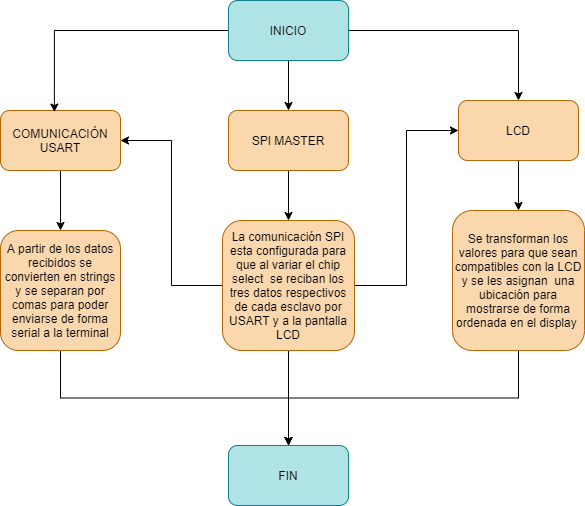 INICIO
COMUNICACIÓN
USART
SPI MASTER
LCD
A partir de los datos
recibidos se
convierten en strings
y se separan por
comas para poder
enviarse de forma
serial a la terminal
La comunicación SPI
esta configurada para
que al variar el chip
select se reciban los
tres datos respectivos
de cada esclavo por
USART y a la pantalla
LCD
Se transforman los
valores para que sean
compatibles con la LCD
y se les asignan una
ubicación para
mostrarse de forma
ordenada en el display
FIN